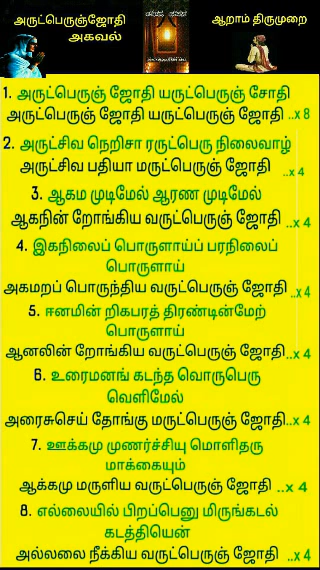 அருட்பெருஞ்ஜோதி
அகவல்
ஆறாம் திருமுறை
1. அருட்பெருஞ் ஜோதி யருட்பெருஞ் சோதி
அருட்பெருஞ் ஜோதி யருட்பெருஞ் ஜோதி ..x 8
2. அருட்சிவ நெறிசா ரருட்பெரு நிலைவாழ்
அருட்சிவ பதியா மருட்பெருஞ் ஜோதி ..x 4
3. ஆகம முடிமேல் ஆரண முடிமேல்
ஆகநின் றோங்கிய வருட்பெருஞ் ஜோதி ..x 4
4. இகநிலைப் பொருளாய்ப் பரநிலைப்
பொருளாய்
அகமறப் பொருந்திய வருட்பெருஞ் ஜோதி ..x 4
5. ஈனமின் றிகபரத் திரண்டின்மேற்
பொருளாய்
ஆனலின் றோங்கிய வருட்பெருஞ் ஜோதி..x 4
6. உரைமனங் கடந்த வொருபெரு
வெளிமேல்
அரைசுசெய் தோங்கு மருட்பெருஞ் ஜோதி..x 4
7. ஊக்கமு முணர்ச்சியு மொளிதரு
மாக்கையும்
ஆக்கமு மருளிய வருட்பெருஞ் ஜோதி ..x 4
8. எல்லையில் பிறப்பெனு மிருங்கடல்
கடத்தியென்
அல்லலை நீக்கிய வருட்பெருஞ் ஜோதி ..x 4